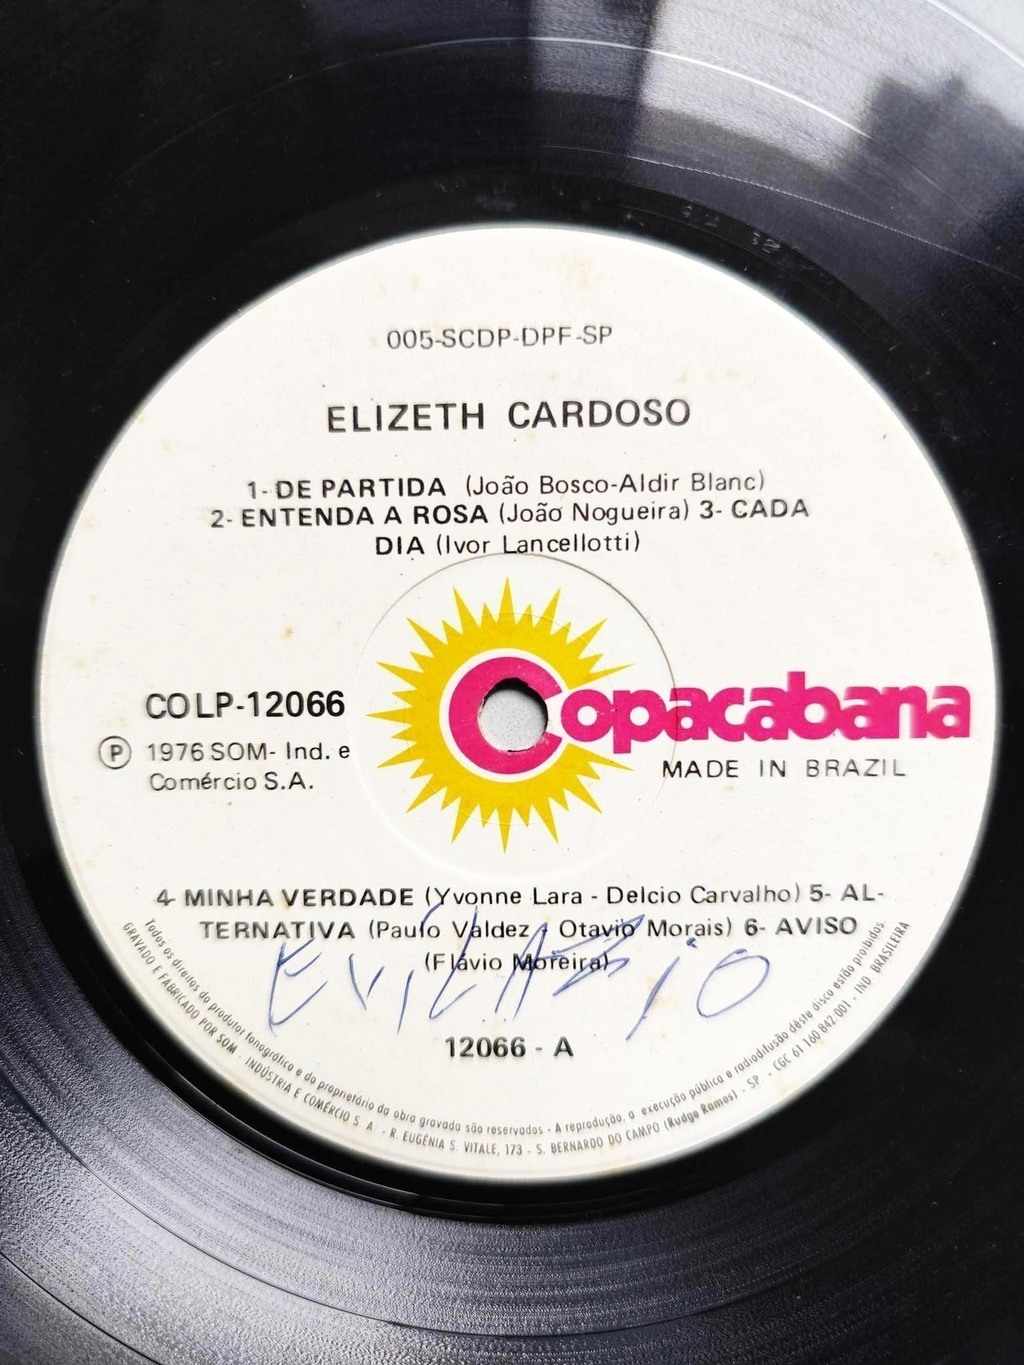 005-SCDP-DPF-SP
ELIZETH CARDOSO
1- DE PARTIDA (João Bosco-Aldir Blanc)
2- ENTENDA A ROSA (João Nogueira) 3- CADA
DIA (Ivor Lancellotti)
COLP-12066
Ⓟ 1976 SOM- Ind. e
Comércio S.A.
Copacabana
MADE IN BRAZIL
4- MINHA VERDADE (Yvonne Lara - Delcio Carvalho) 5- AL-
TERNATIVA (Paulo Valdez - Otavio Morais) 6- AVISO
(Flávio Moreira)
EVILAZIO
12066 - A
Todos os direitos do produtor fonográfico e do proprietário da obra gravada são reservados - A reprodução, a execução pública e radiodifusão dêste disco estão proibidos.
GRAVADO E FABRICADO POR SOM - INDÚSTRIA E COMÉRCIO S. A. - R. EUGÊNIA S. VITALE, 173 - S. BERNARDO DO CAMPO (Rudge Ramos) - SP - CGC 61 160 842 001 - IND BRASILEIRA